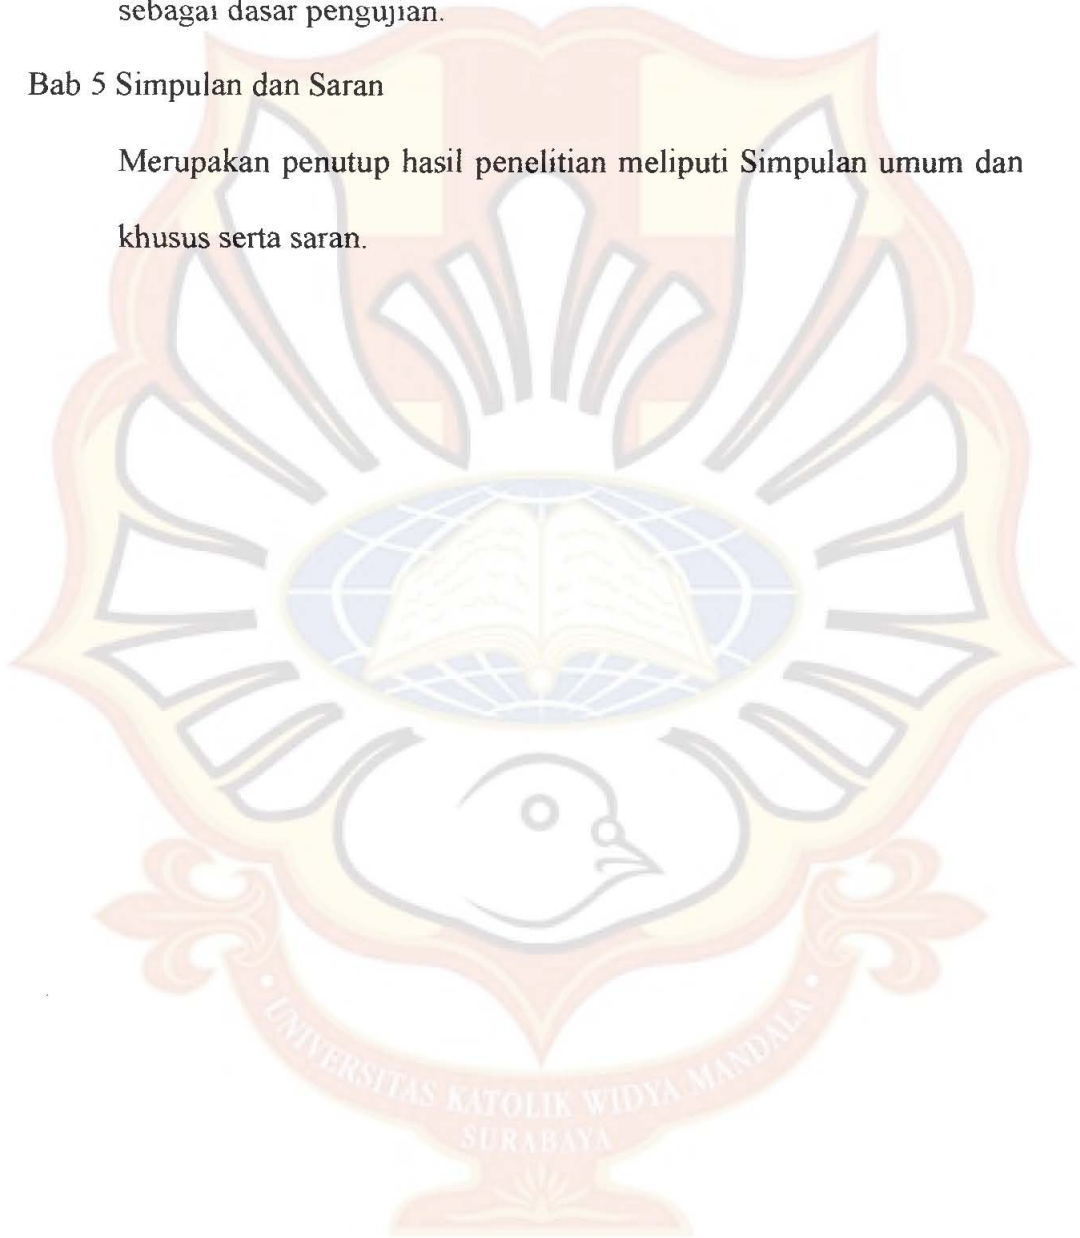 sebagai dasar pengujian.
Bab 5 Simpulan dan Saran
Merupakan penutup hasil penelitian meliputi Simpulan umum dan
khusus serta saran.
UNIVERSITAS KATOLIK WIDYA MANDALA
SURABAYA